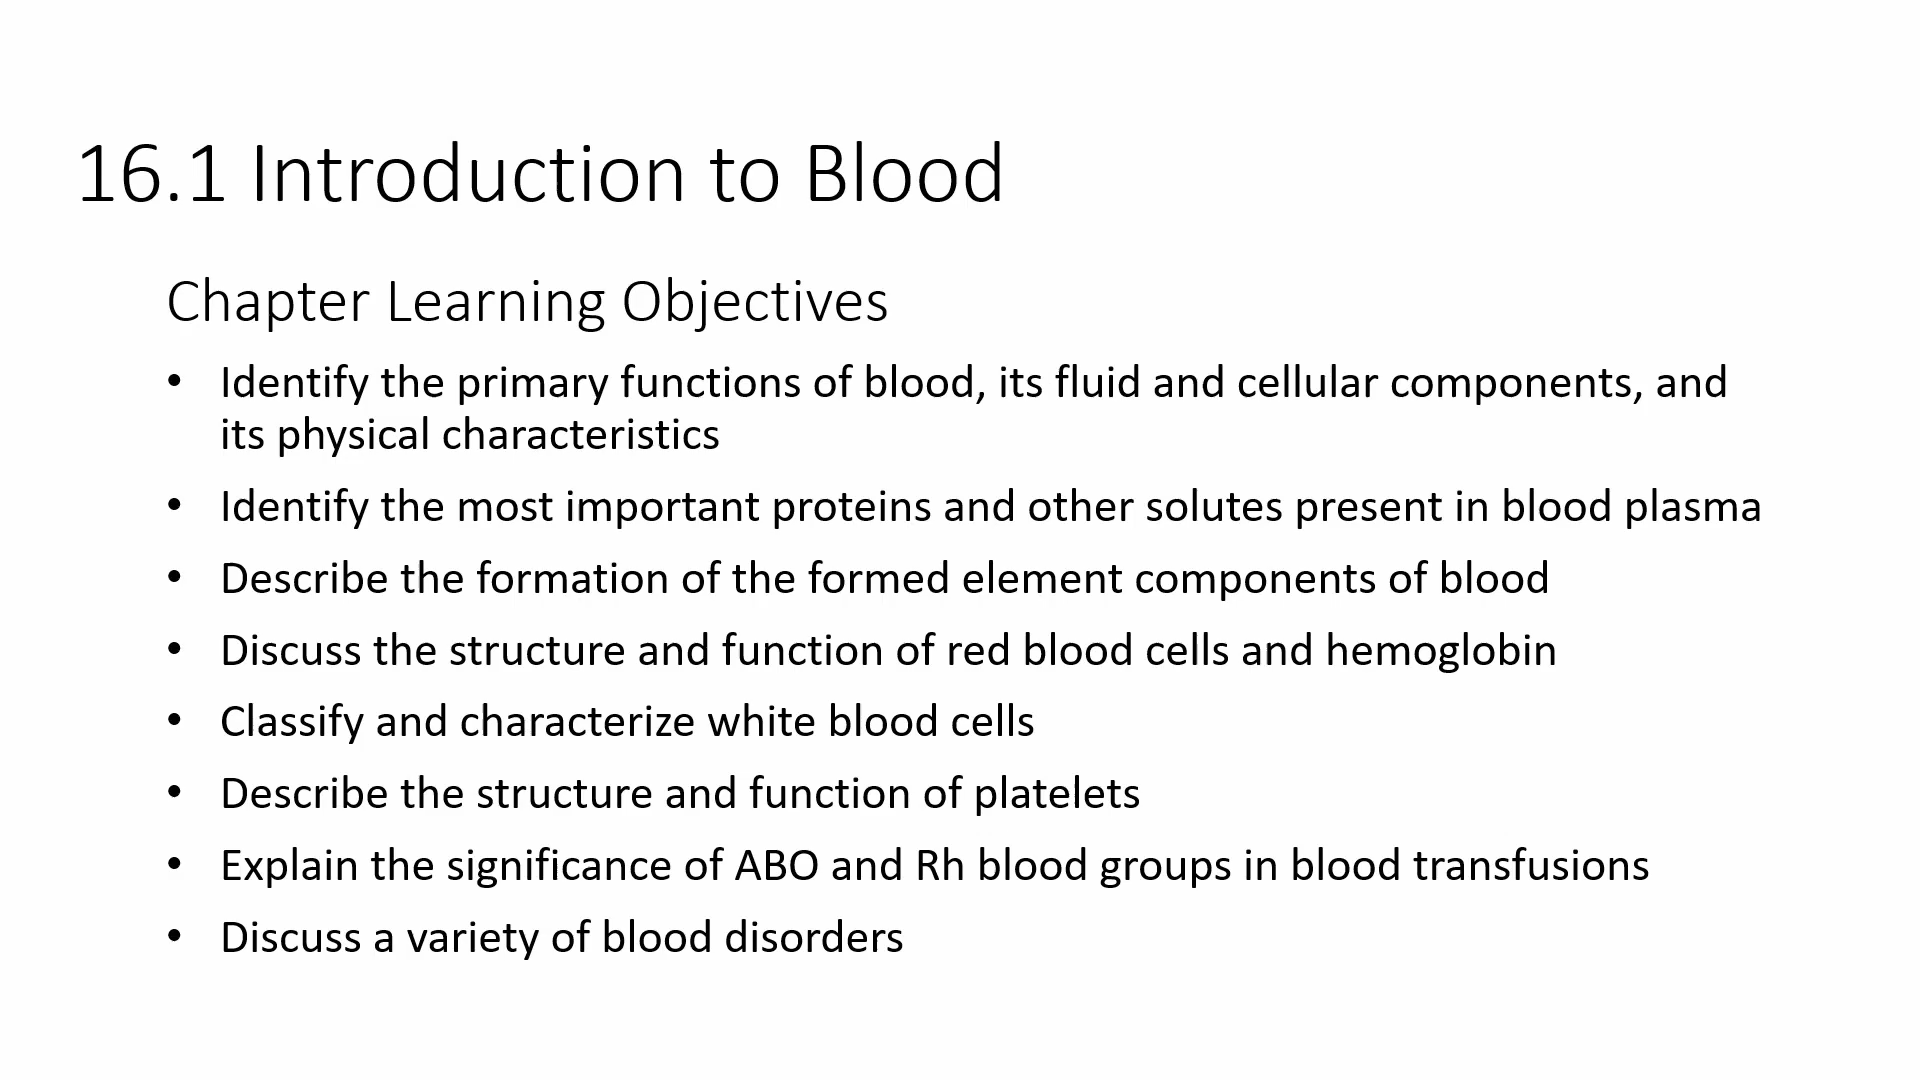 16.1 Introduction to Blood
Chapter Learning Objectives
• Identify the primary functions of blood, its fluid and cellular components, and
its physical characteristics
• Identify the most important proteins and other solutes present in blood plasma
• Describe the formation of the formed element components of blood
• Discuss the structure and function of red blood cells and hemoglobin
• Classify and characterize white blood cells
• Describe the structure and function of platelets
• Explain the significance of ABO and Rh blood groups in blood transfusions
• Discuss a variety of blood disorders